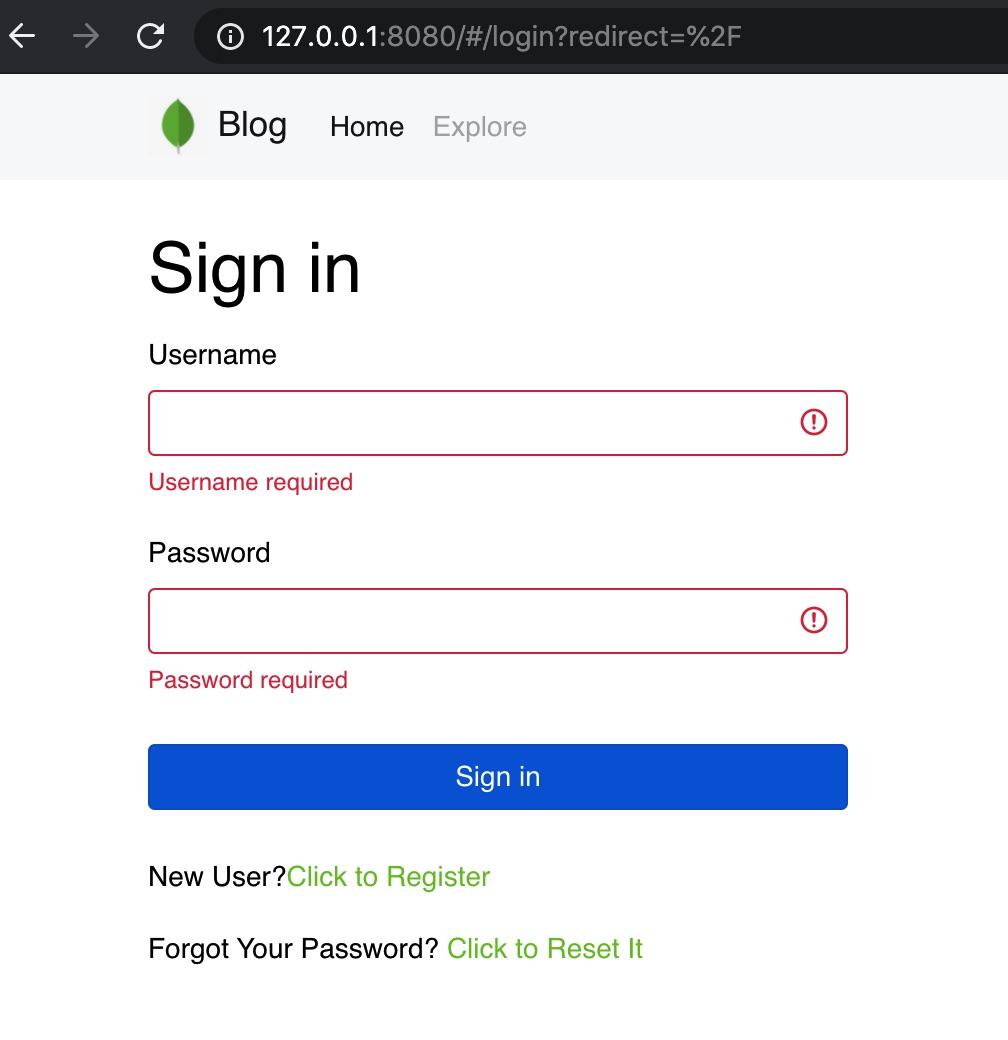 127.0.0.1:8080/#/login?redirect=%2F
Blog Home Explore
Sign in
Username
Username required
Password
Password required
Sign in
New User?Click to Register
Forgot Your Password? Click to Reset It